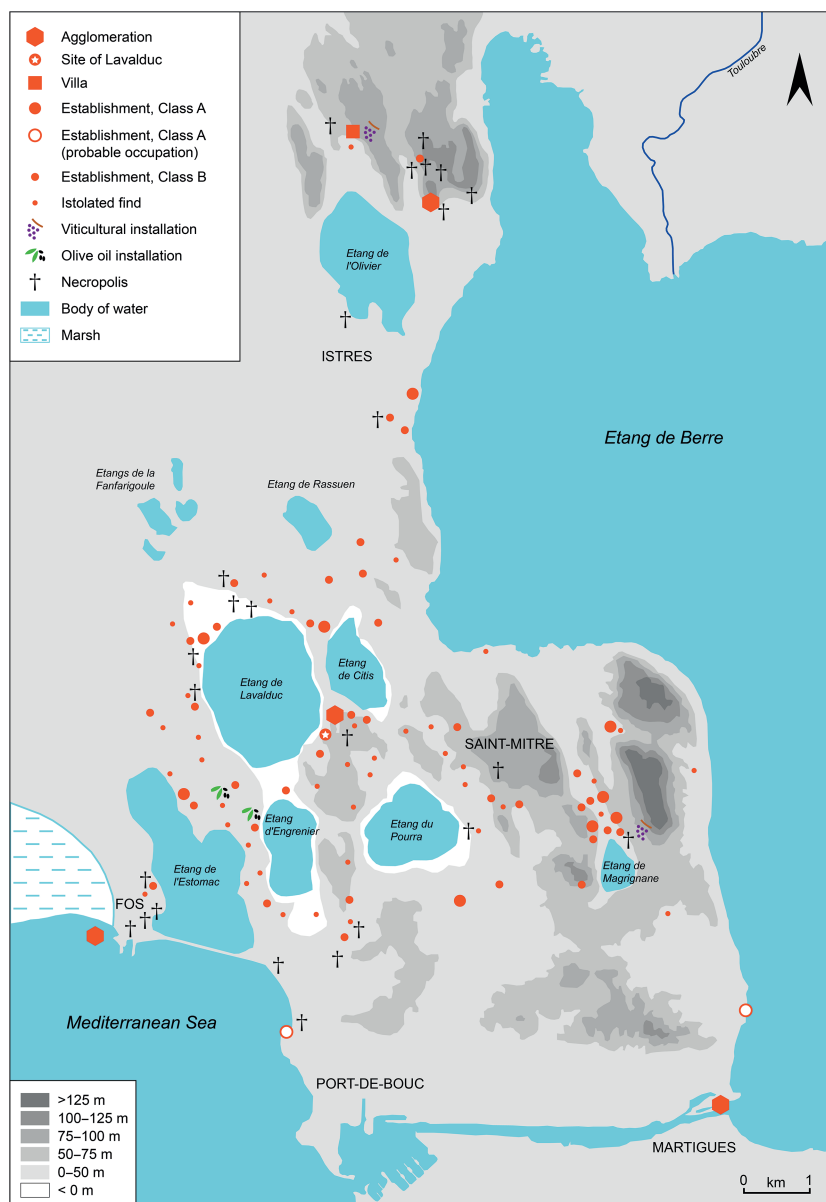 Agglomeration
Site of Lavalduc
Villa
Establishment, Class A
Establishment, Class A
(probable occupation)
Establishment, Class B
Istolated find
Viticultural installation
Olive oil installation
Necropolis
Body of water
Marsh
Touloubre
Etang de
l'Olivier
ISTRES
Etang de Berre
Etangs de la
Fanfarigoule
Etang de Rassuen
Etang de
Lavalduc
Etang
de Citis
SAINT-MITRE
Etang
d'Engrenier
Etang du
Pourra
Etang de
l'Estomac
Etang de
Magrignane
FOS
Mediterranean Sea
PORT-DE-BOUC
MARTIGUES
>125 m
100–125 m
75–100 m
50–75 m
0–50 m
< 0 m
0 km 1